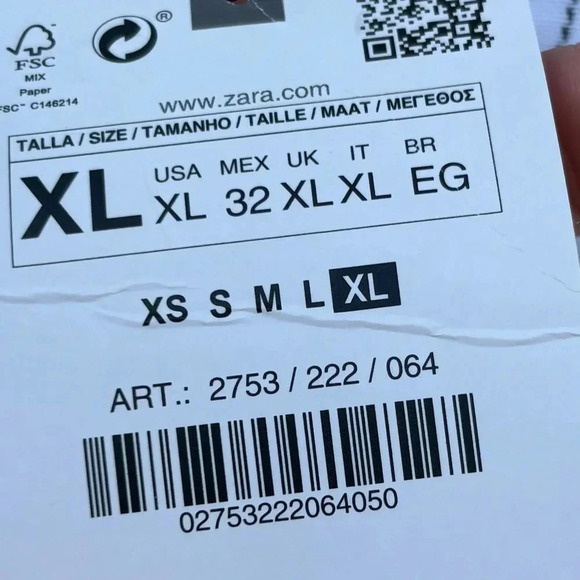 ®
FSC
MIX
Paper
FSC™ C146214
www.zara.com
TALLA / SIZE / TAMANHO / TAILLE / MAAT / ΜΕΓΕΘΟΣ
USA MEX UK IT BR
XL XL 32 XL XL EG
XS S M L XL
ART.: 2753 / 222 / 064
02753222064050